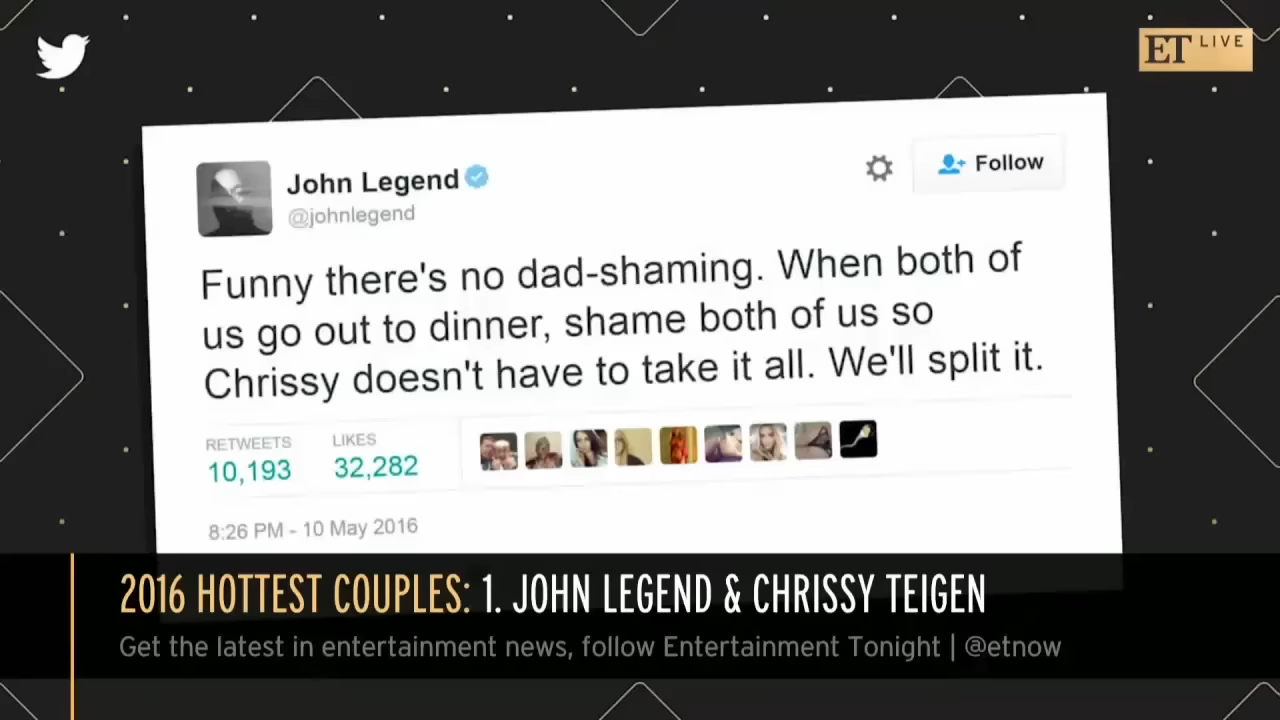 ET LIVE
John Legend
@johnlegend
Follow
Funny there's no dad-shaming. When both of
us go out to dinner, shame both of us so
Chrissy doesn't have to take it all. We'll split it.
RETWEETS LIKES
10,193 32,282
8:26 PM - 10 May 2016
2016 HOTTEST COUPLES: 1. JOHN LEGEND & CHRISSY TEIGEN
Get the latest in entertainment news, follow Entertainment Tonight | @etnow